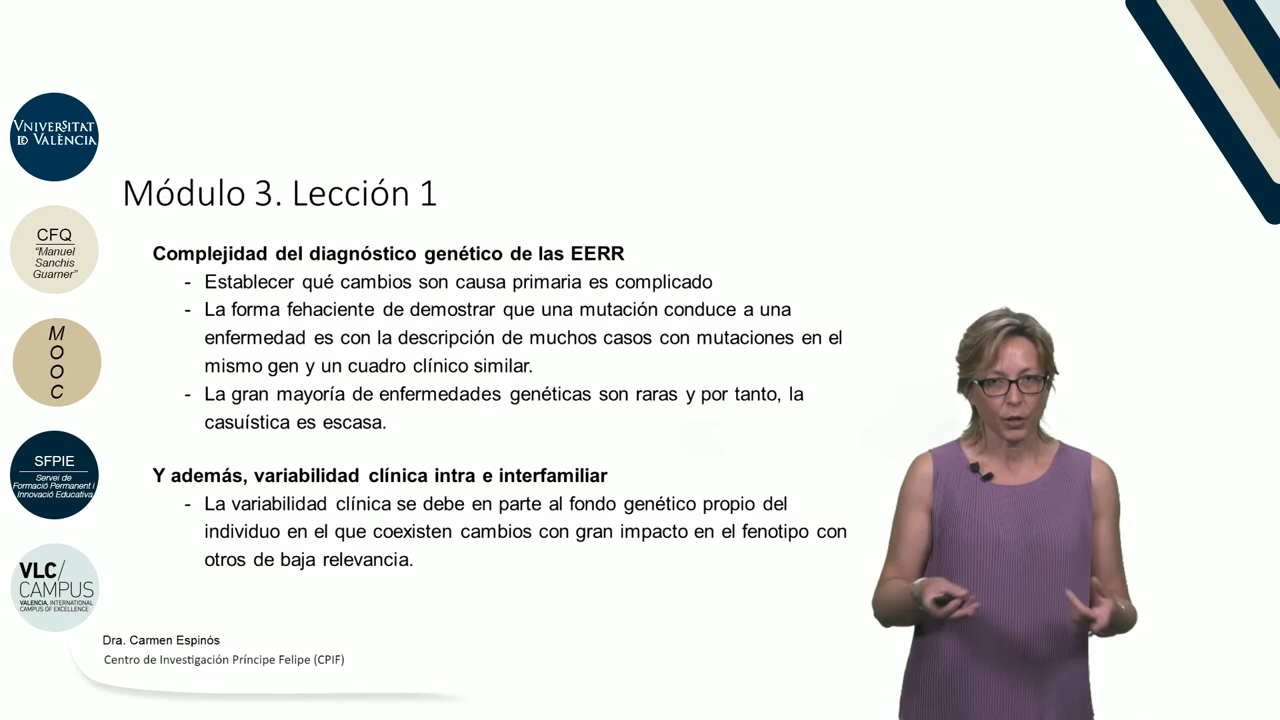 VNIVERSITAT
ID VALÈNCIA
CFQ
“Manuel
Sanchis
Guarner”
M
O
O
C
SFPIE
Servei de
Formació Permanent i
Innovació Educativa
VLC/
CAMPUS
VALENCIA, INTERNATIONAL
CAMPUS OF EXCELLENCE
Módulo 3. Lección 1
Complejidad del diagnóstico genético de las EERR
- Establecer qué cambios son causa primaria es complicado
- La forma fehaciente de demostrar que una mutación conduce a una
enfermedad es con la descripción de muchos casos con mutaciones en el
mismo gen y un cuadro clínico similar.
- La gran mayoría de enfermedades genéticas son raras y por tanto, la
casuística es escasa.
Y además, variabilidad clínica intra e interfamiliar
- La variabilidad clínica se debe en parte al fondo genético propio del
individuo en el que coexisten cambios con gran impacto en el fenotipo con
otros de baja relevancia.
Dra. Carmen Espinós
Centro de Investigación Príncipe Felipe (CPIF)